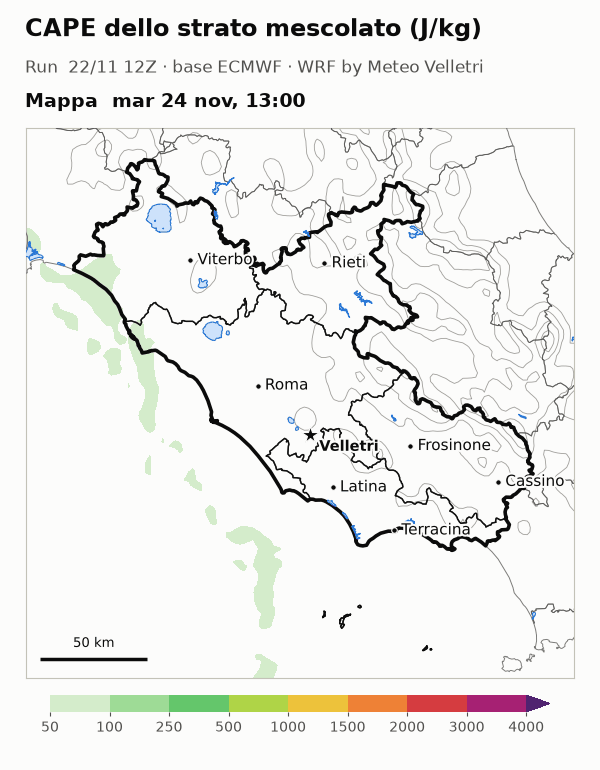 CAPE dello strato mescolato (J/kg)
Run 22/11 12Z · base ECMWF · WRF by Meteo Velletri
Mappa mar 24 nov, 13:00
Viterbo
Rieti
Roma
Velletri
Frosinone
Latina
Cassino
Terracina
50 km
50 100 250 500 1000 1500 2000 3000 4000